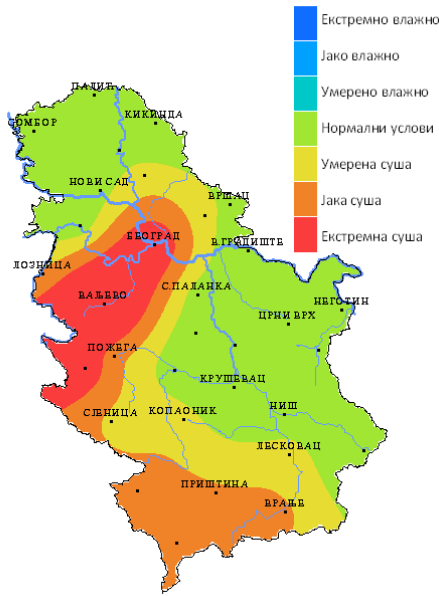 Екстремно влажно
Јако влажно
Умерено влажно
Нормални услови
Умерена суша
Јака суша
Екстремна суша
ПАЛИЋ
СОМБОР
КИКИНДА
НОВИ САД
ВРШАЦ
БЕОГРАД
В.ГРАДИШТЕ
ЛОЗНИЦА
С.ПАЛАНКА
ВАЉЕВО
НЕГОТИН
ЦРНИ ВРХ
ПОЖЕГА
КРУШЕВАЦ
СЈЕНИЦА
КОПАОНИК
НИШ
ЛЕСКОВАЦ
ПРИШТИНА
ВРАЊЕ